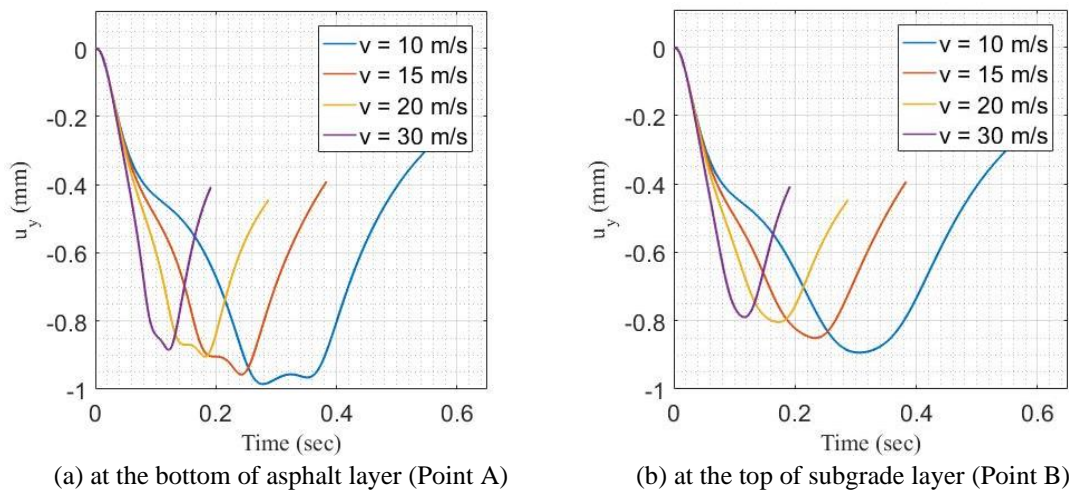 0
-0.2
-0.4
-0.6
-0.8
-1
u_y (mm)
0 0.2 0.4 0.6
Time (sec)
v = 10 m/s
v = 15 m/s
v = 20 m/s
v = 30 m/s
(a) at the bottom of asphalt layer (Point A)
0
-0.2
-0.4
-0.6
-0.8
-1
u_y (mm)
0 0.2 0.4 0.6
Time (sec)
v = 10 m/s
v = 15 m/s
v = 20 m/s
v = 30 m/s
(b) at the top of subgrade layer (Point B)